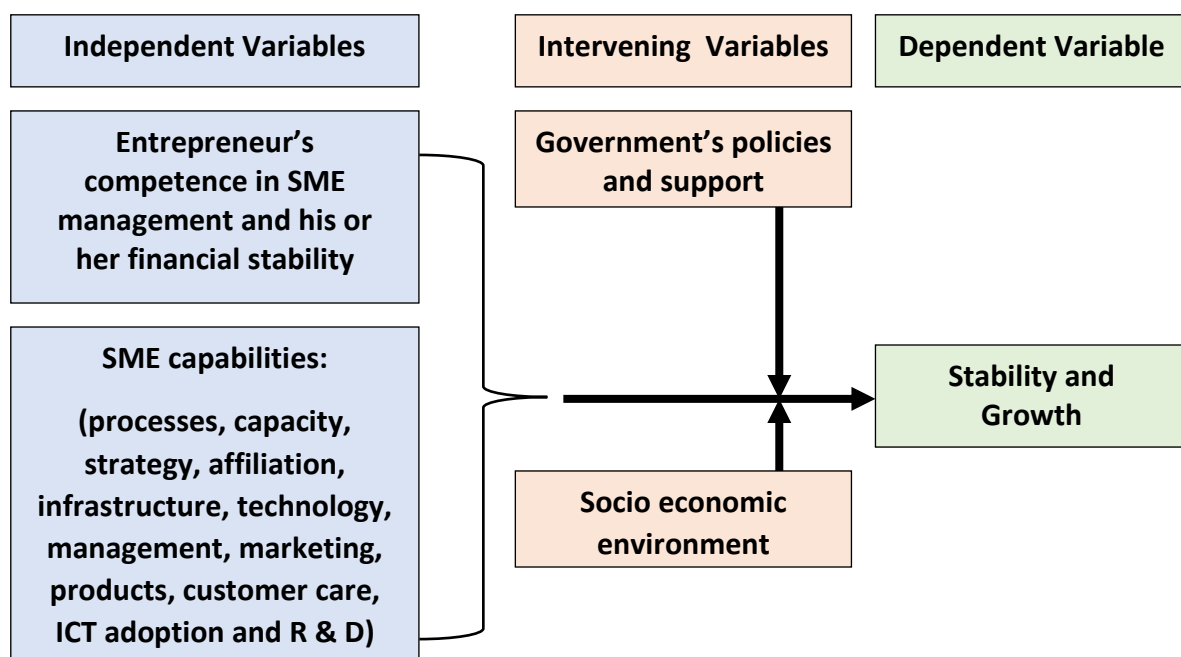 Independent Variables
Intervening  Variables
Dependent Variable
Entrepreneur’s
competence in SME
management and his or
her financial stability
Government’s policies
and support
SME capabilities:
(processes, capacity,
strategy, affiliation,
infrastructure, technology,
management, marketing,
products, customer care,
ICT adoption and R & D)
Stability and
Growth
Socio economic
environment